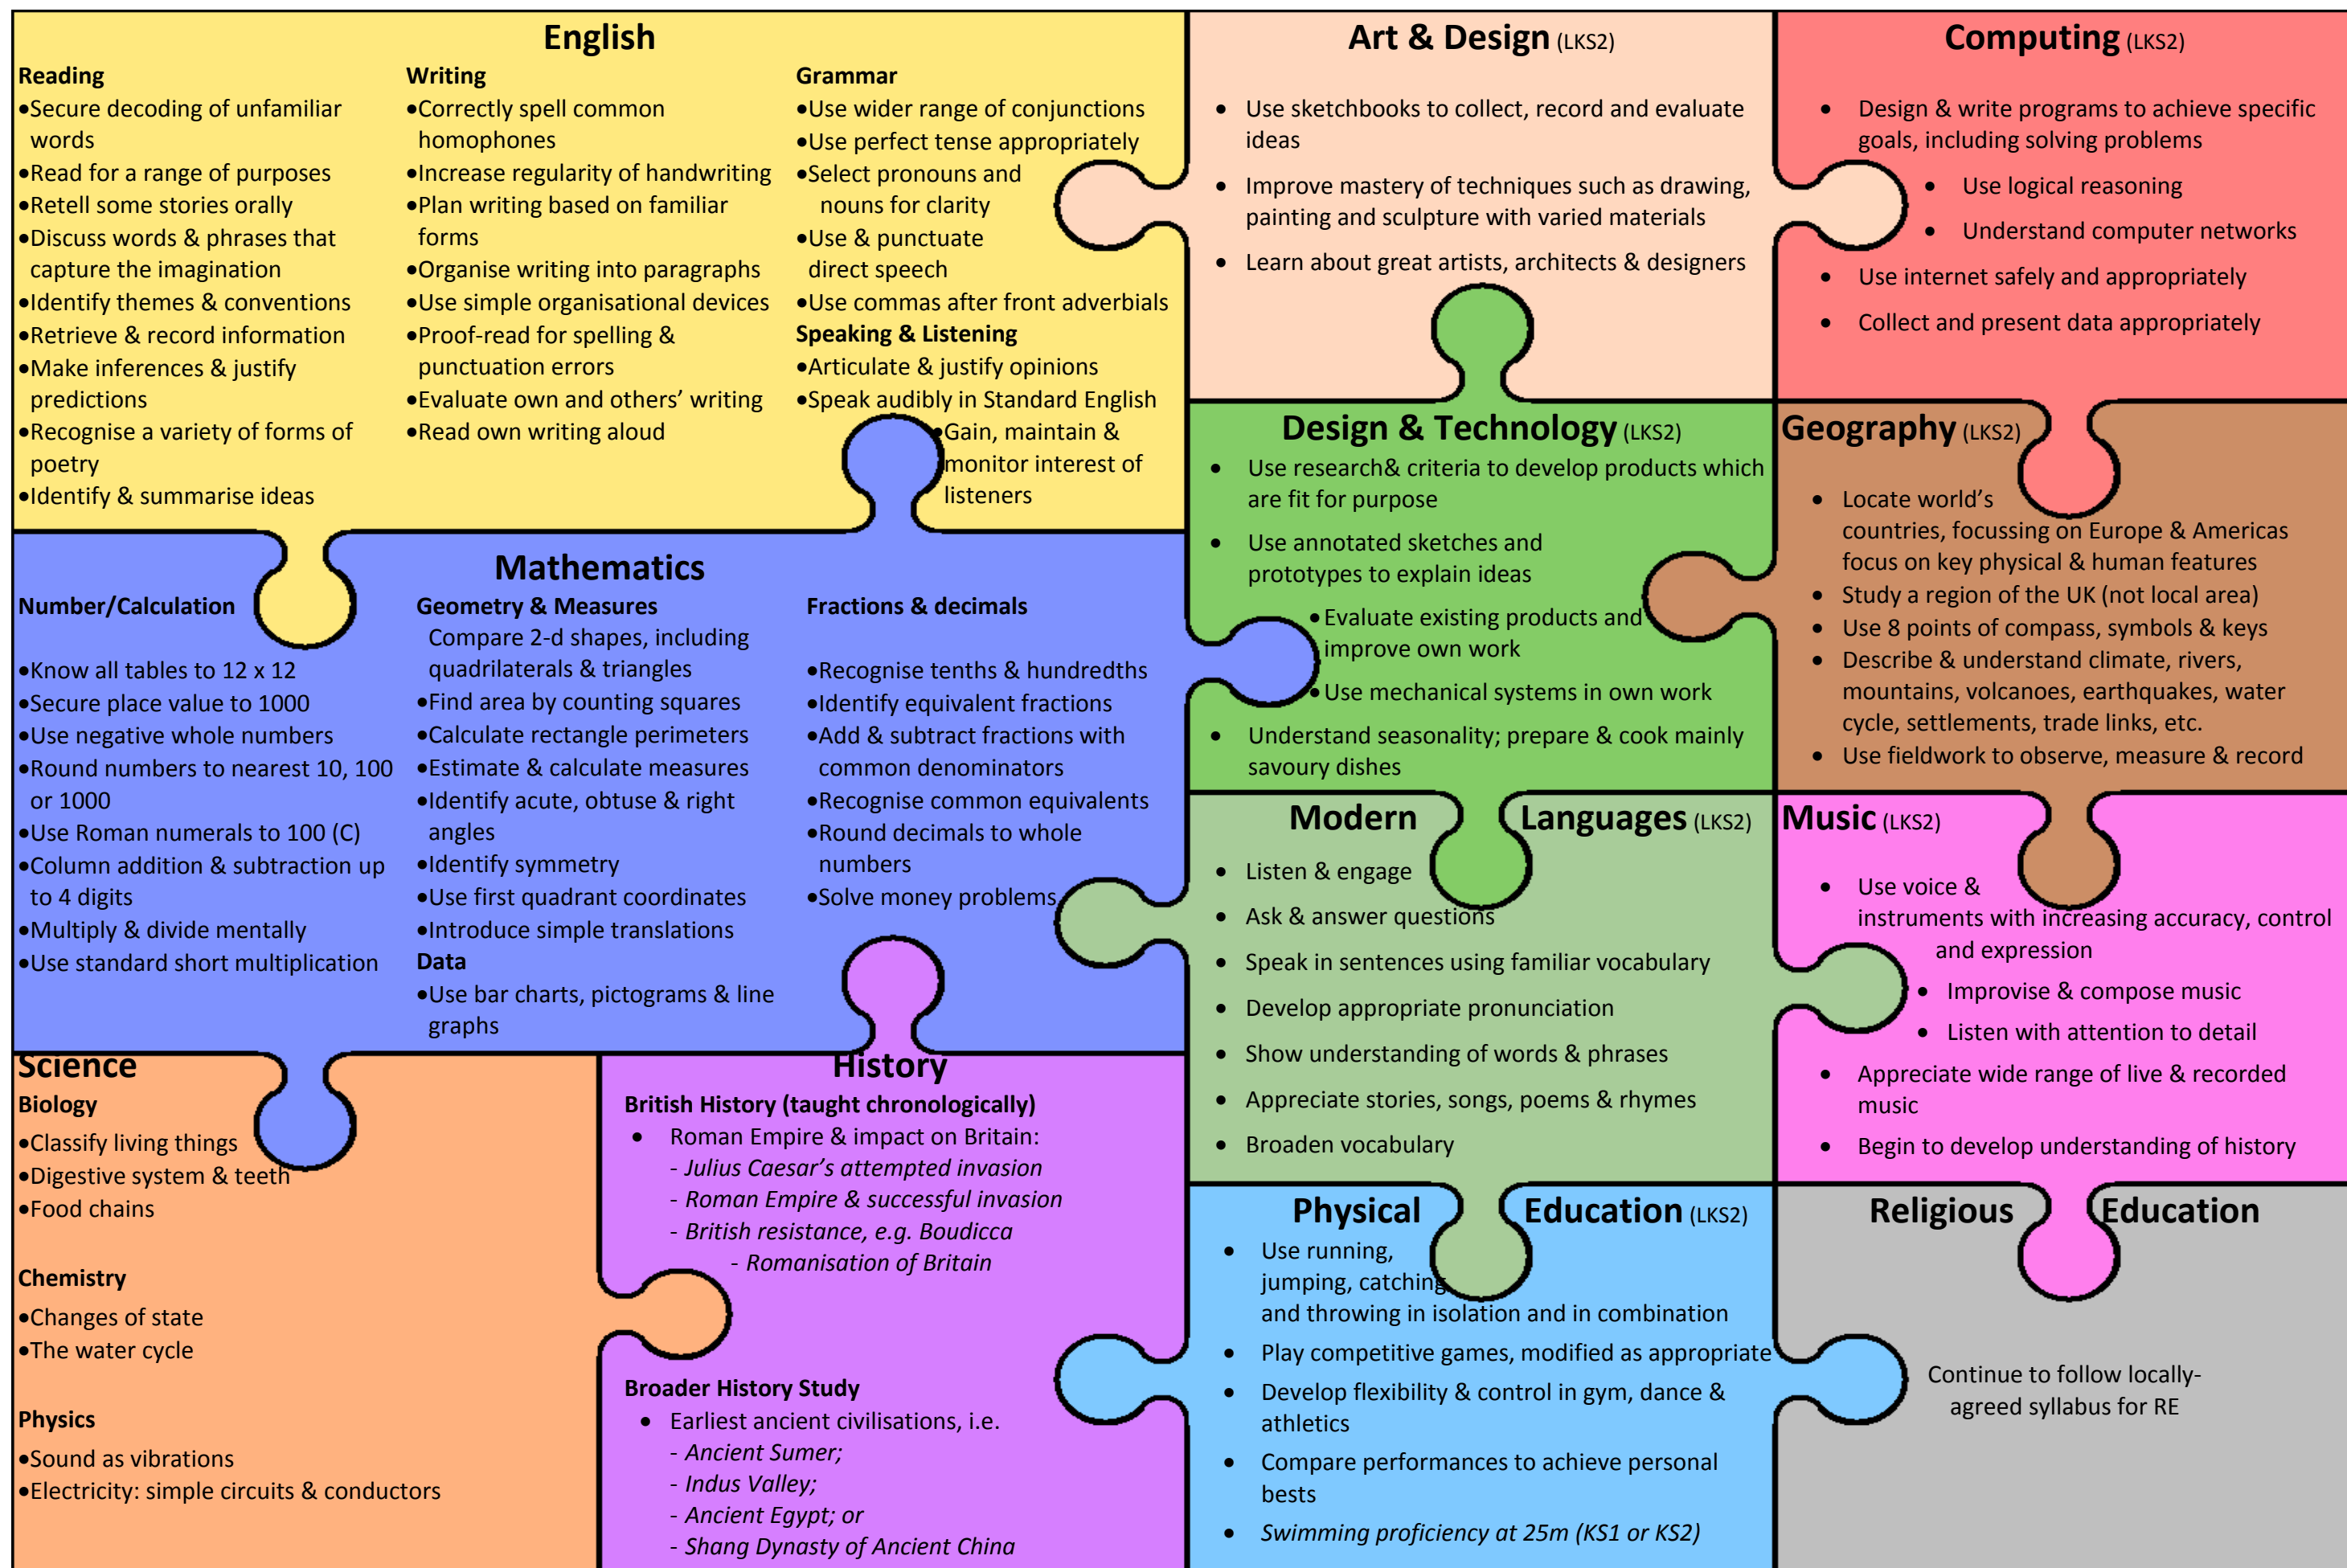 English
Reading
•Secure decoding of unfamiliar
words
•Read for a range of purposes
•Retell some stories orally
•Discuss words & phrases that
capture the imagination
•Identify themes & conventions
•Retrieve & record information
•Make inferences & justify
predictions
•Recognise a variety of forms of
poetry
•Identify & summarise ideas
Writing
•Correctly spell common
homophones
•Increase regularity of handwriting
•Plan writing based on familiar
forms
•Organise writing into paragraphs
•Use simple organisational devices
•Proof-read for spelling &
punctuation errors
•Evaluate own and others’ writing
•Read own writing aloud
Grammar
•Use wider range of conjunctions
•Use perfect tense appropriately
•Select pronouns and
nouns for clarity
•Use & punctuate
direct speech
•Use commas after front adverbials
Speaking & Listening
•Articulate & justify opinions
•Speak audibly in Standard English
•Gain, maintain &
monitor interest of
listeners
Art & Design (LKS2)
• Use sketchbooks to collect, record and evaluate
ideas
• Improve mastery of techniques such as drawing,
painting and sculpture with varied materials
• Learn about great artists, architects & designers
Computing (LKS2)
• Design & write programs to achieve specific
goals, including solving problems
• Use logical reasoning
• Understand computer networks
• Use internet safely and appropriately
• Collect and present data appropriately
Mathematics
Number/Calculation
•Know all tables to 12 x 12
•Secure place value to 1000
•Use negative whole numbers
•Round numbers to nearest 10, 100
or 1000
•Use Roman numerals to 100 (C)
•Column addition & subtraction up
to 4 digits
•Multiply & divide mentally
•Use standard short multiplication
Geometry & Measures
Compare 2-d shapes, including
quadrilaterals & triangles
•Find area by counting squares
•Calculate rectangle perimeters
•Estimate & calculate measures
•Identify acute, obtuse & right
angles
•Identify symmetry
•Use first quadrant coordinates
•Introduce simple translations
Data
•Use bar charts, pictograms & line
graphs
Fractions & decimals
•Recognise tenths & hundredths
•Identify equivalent fractions
•Add & subtract fractions with
common denominators
•Recognise common equivalents
•Round decimals to whole
numbers
•Solve money problems
Design & Technology (LKS2)
• Use research& criteria to develop products which
are fit for purpose
• Use annotated sketches and
prototypes to explain ideas
•Evaluate existing products and
improve own work
•Use mechanical systems in own work
• Understand seasonality; prepare & cook mainly
savoury dishes
Geography (LKS2)
• Locate world’s
countries, focussing on Europe & Americas
focus on key physical & human features
• Study a region of the UK (not local area)
• Use 8 points of compass, symbols & keys
• Describe & understand climate, rivers,
mountains, volcanoes, earthquakes, water
cycle, settlements, trade links, etc.
• Use fieldwork to observe, measure & record
Modern Languages (LKS2)
• Listen & engage
• Ask & answer questions
• Speak in sentences using familiar vocabulary
• Develop appropriate pronunciation
• Show understanding of words & phrases
• Appreciate stories, songs, poems & rhymes
• Broaden vocabulary
Music (LKS2)
• Use voice &
instruments with increasing accuracy, control
and expression
• Improvise & compose music
• Listen with attention to detail
• Appreciate wide range of live & recorded
music
• Begin to develop understanding of history
Science
Biology
•Classify living things
•Digestive system & teeth
•Food chains
Chemistry
•Changes of state
•The water cycle
Physics
•Sound as vibrations
•Electricity: simple circuits & conductors
History
British History (taught chronologically)
• Roman Empire & impact on Britain:
- Julius Caesar’s attempted invasion
- Roman Empire & successful invasion
- British resistance, e.g. Boudicca
- Romanisation of Britain
Broader History Study
• Earliest ancient civilisations, i.e.
- Ancient Sumer;
- Indus Valley;
- Ancient Egypt; or
- Shang Dynasty of Ancient China
Physical Education (LKS2)
• Use running,
jumping, catching
and throwing in isolation and in combination
• Play competitive games, modified as appropriate
• Develop flexibility & control in gym, dance &
athletics
• Compare performances to achieve personal
bests
• Swimming proficiency at 25m (KS1 or KS2)
Religious Education
Continue to follow locally-
agreed syllabus for RE